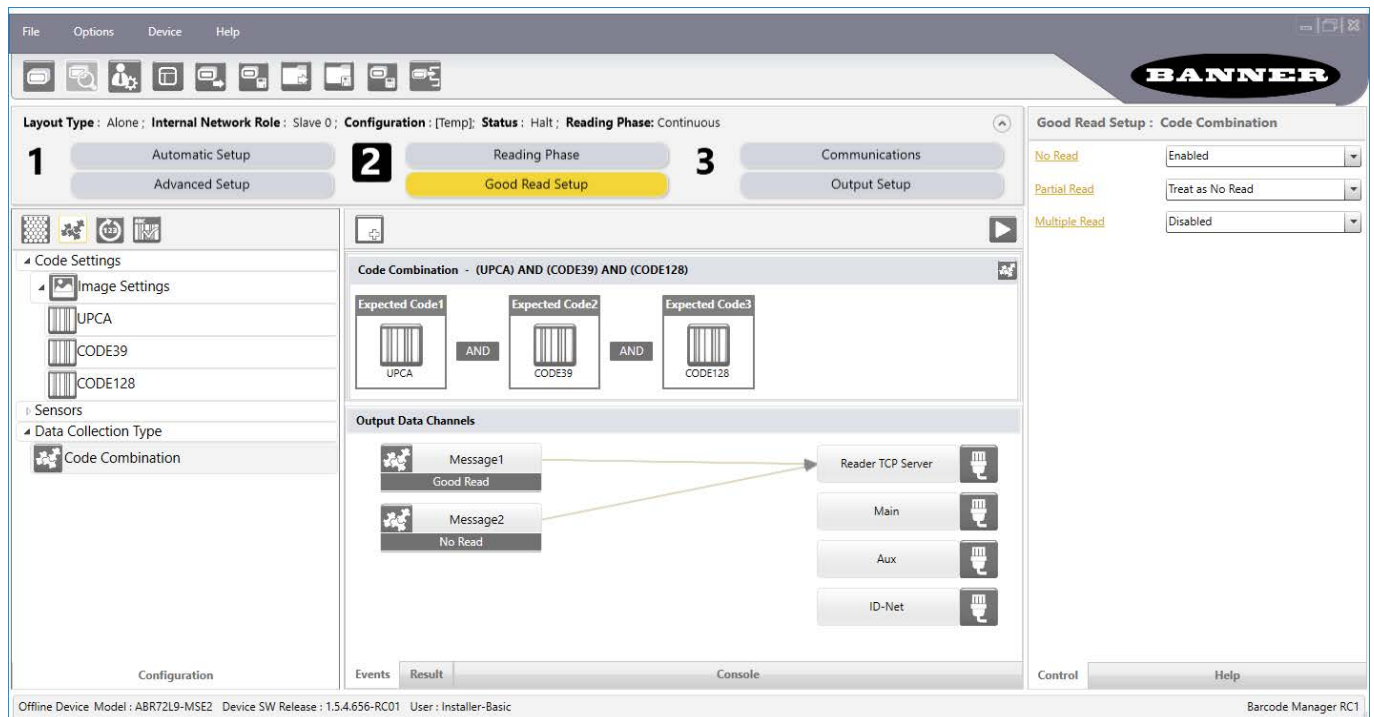 File Options Device Help
BANNER
Layout Type : Alone ; Internal Network Role : Slave 0 ; Configuration : [Temp]; Status : Halt ; Reading Phase: Continuous
1
Automatic Setup
Advanced Setup
2
Reading Phase
Good Read Setup
3
Communications
Output Setup
Good Read Setup : Code Combination
No Read Enabled
Partial Read Treat as No Read
Multiple Read Disabled
123
Code Settings
Image Settings
UPCA
CODE39
CODE128
Sensors
Data Collection Type
Code Combination
Code Combination - (UPCA) AND (CODE39) AND (CODE128)
Expected Code1 Expected Code2 Expected Code3
AND AND
UPCA CODE39 CODE128
Output Data Channels
Message1
Good Read
Message2
No Read
Reader TCP Server
Main
Aux
ID-Net
Configuration
Events Result Console
Control Help
Offline Device Model : ABR72L9-MSE2 Device SW Release : 1.5.4.656-RC01 User : Installer-Basic
Barcode Manager RC1